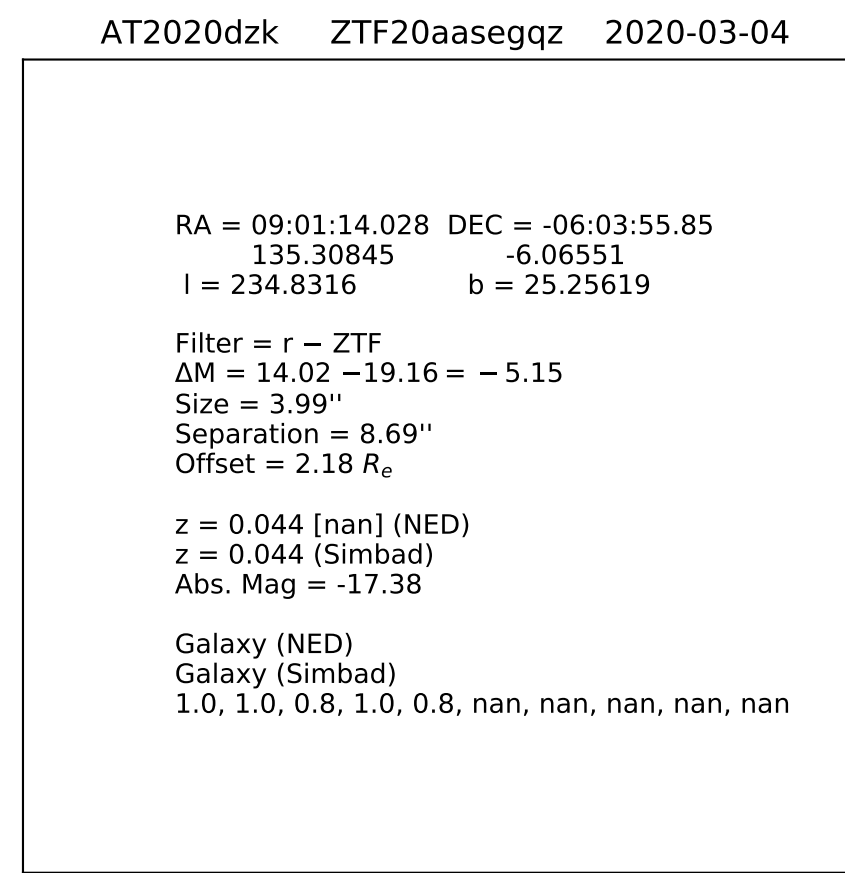 AT2020dzk ZTF20aasegqz 2020-03-04
RA = 09:01:14.028 DEC = -06:03:55.85
135.30845 -6.06551
l = 234.8316 b = 25.25619
Filter = r − ZTF
ΔM = 14.02 −19.16 = −5.15
Size = 3.99''
Separation = 8.69''
Offset = 2.18 Re
z = 0.044 [nan] (NED)
z = 0.044 (Simbad)
Abs. Mag = -17.38
Galaxy (NED)
Galaxy (Simbad)
1.0, 1.0, 0.8, 1.0, 0.8, nan, nan, nan, nan, nan